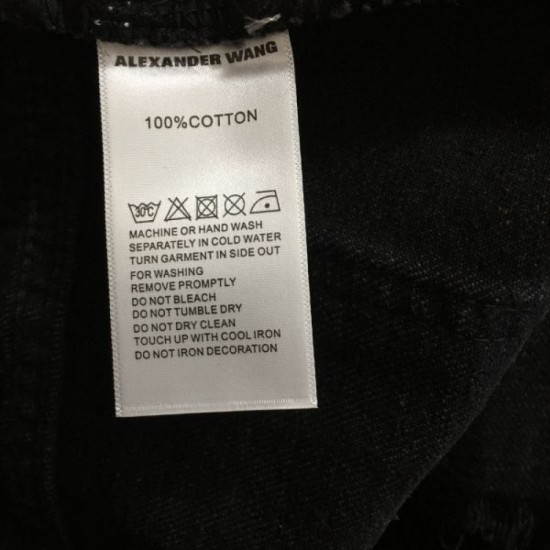 ALEXANDER WANG
100%COTTON
30°C
MACHINE OR HAND WASH
SEPARATELY IN COLD WATER
TURN GARMENT IN SIDE OUT
FOR WASHING
REMOVE PROMPTLY
DO NOT BLEACH
DO NOT TUMBLE DRY
DO NOT DRY CLEAN
TOUCH UP WITH COOL IRON
DO NOT IRON DECORATION